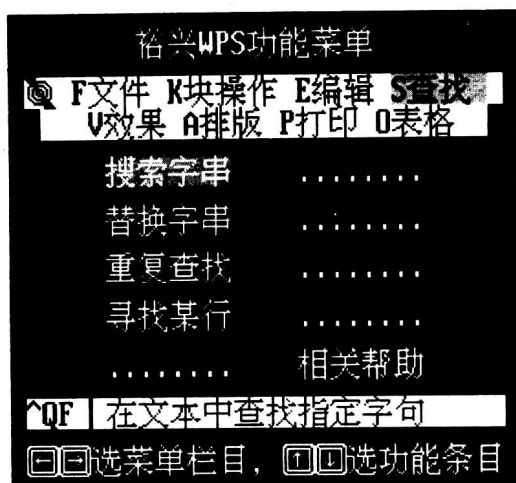 裕兴WPS功能菜单
F文件 K块操作 E编辑 S查找
V效果 A排版 P打印 O表格
搜索字串 ........
替换字串 ........
重复查找 ........
寻找某行 ........
........ 相关帮助
^QF 在文本中查找指定字句
←→选菜单栏目，↑↓选功能条目